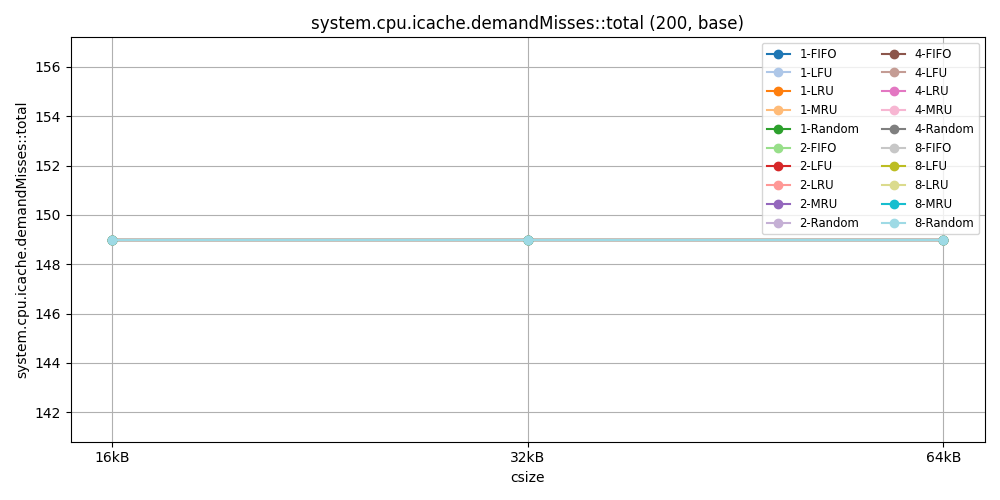 system.cpu.icache.demandMisses::total (200, base)
system.cpu.icache.demandMisses::total
156
154
152
150
148
146
144
142
16kB
32kB
64kB
csize
1-FIFO
1-LFU
1-LRU
1-MRU
1-Random
2-FIFO
2-LFU
2-LRU
2-MRU
2-Random
4-FIFO
4-LFU
4-LRU
4-MRU
4-Random
8-FIFO
8-LFU
8-LRU
8-MRU
8-Random